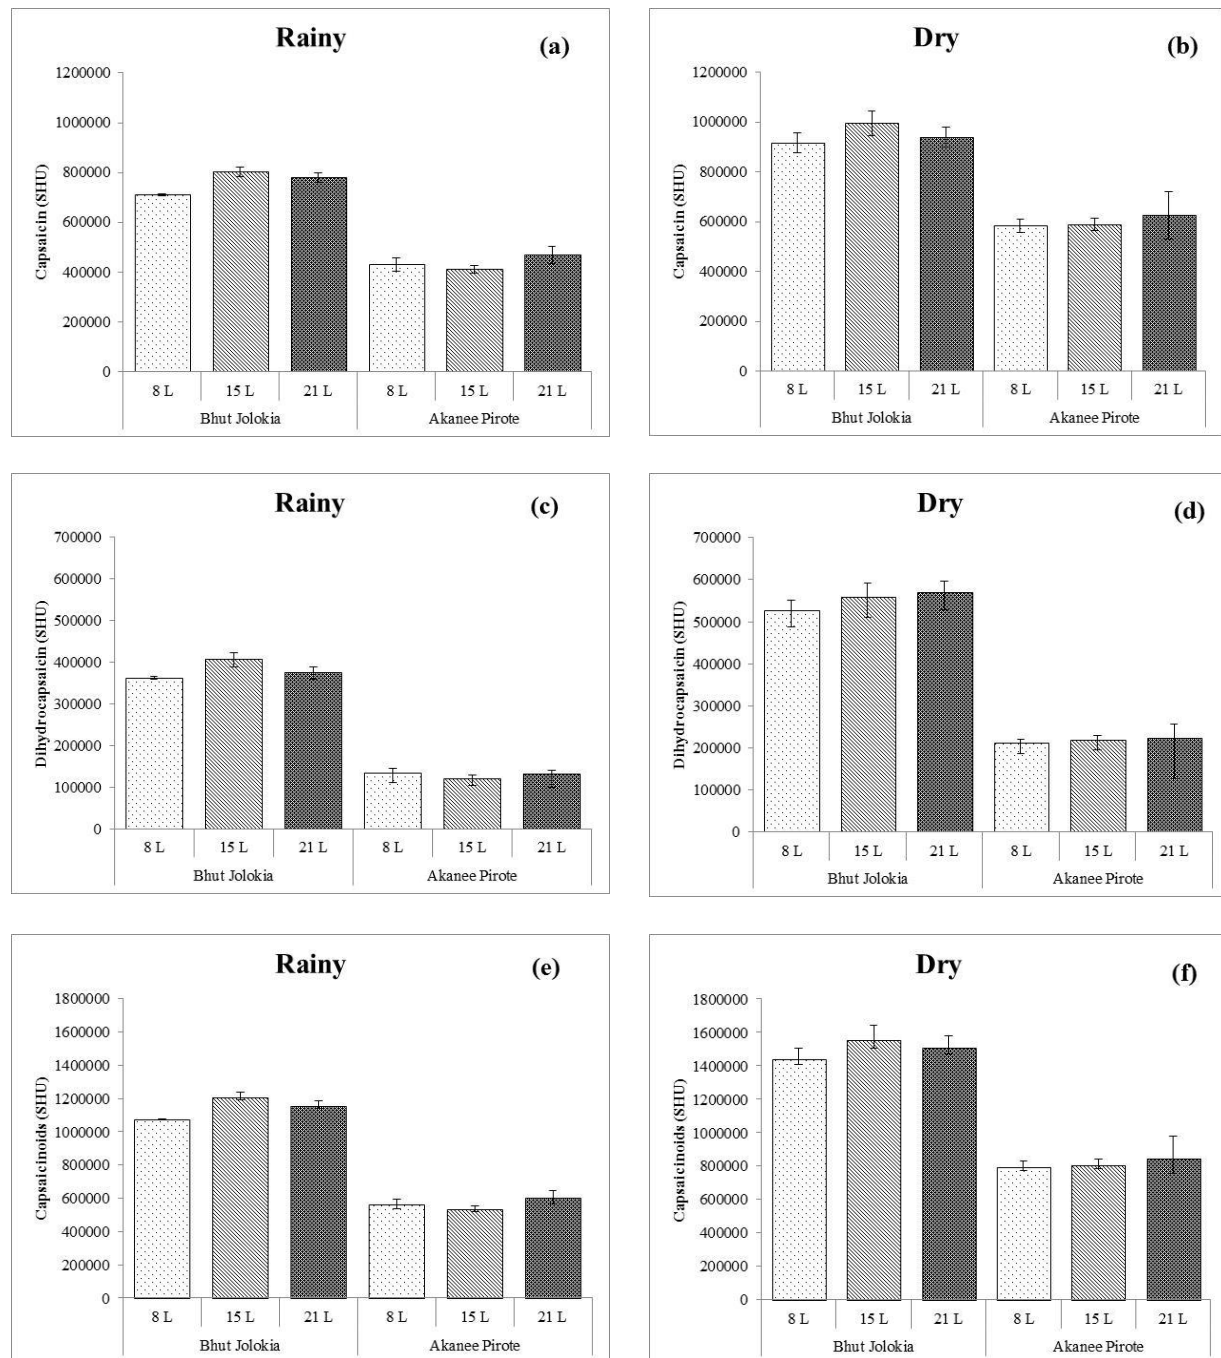 Rainy
(a)
1200000
1000000
800000
600000
400000
200000
0
Capsaicin (SHU)
8 L 15 L 21 L 8 L 15 L 21 L
Bhut Jolokia Akanee Pirote
Dry
(b)
1200000
1000000
800000
600000
400000
200000
0
Capsaicin (SHU)
8 L 15 L 21 L 8 L 15 L 21 L
Bhut Jolokia Akanee Pirote
Rainy
(c)
700000
600000
500000
400000
300000
200000
100000
0
Dihydrocapsaicin (SHU)
8 L 15 L 21 L 8 L 15 L 21 L
Bhut Jolokia Akanee Pirote
Dry
(d)
700000
600000
500000
400000
300000
200000
100000
0
Dihydrocapsaicin (SHU)
8 L 15 L 21 L 8 L 15 L 21 L
Bhut Jolokia Akanee Pirote
Rainy
(e)
1800000
1600000
1400000
1200000
1000000
800000
600000
400000
200000
0
Capsaicinoids (SHU)
8 L 15 L 21 L 8 L 15 L 21 L
Bhut Jolokia Akanee Pirote
Dry
(f)
1800000
1600000
1400000
1200000
1000000
800000
600000
400000
200000
0
Capsaicinoids (SHU)
8 L 15 L 21 L 8 L 15 L 21 L
Bhut Jolokia Akanee Pirote